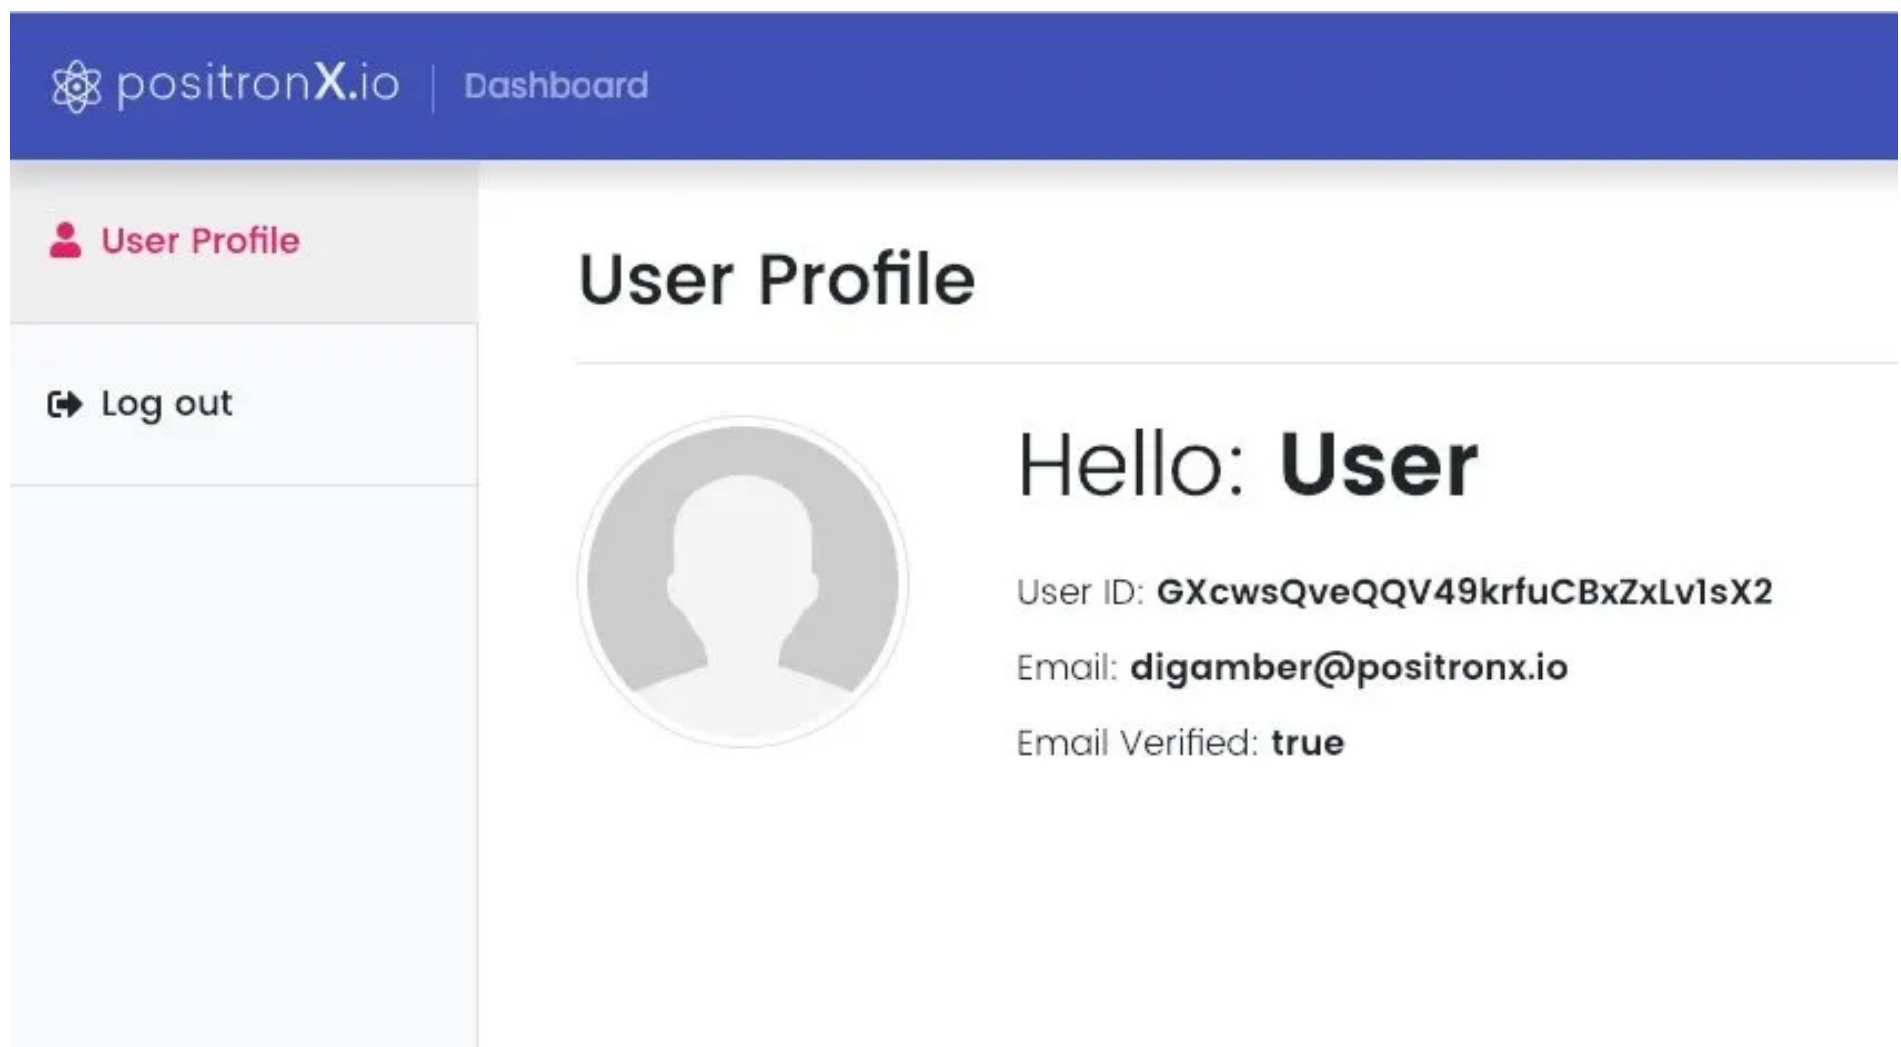 positronX.io | Dashboard
User Profile
Log out
User Profile
Hello: User
User ID: GXcwsQveQQV49krfuCBxZxLv1sX2
Email: digamber@positronx.io
Email Verified: true